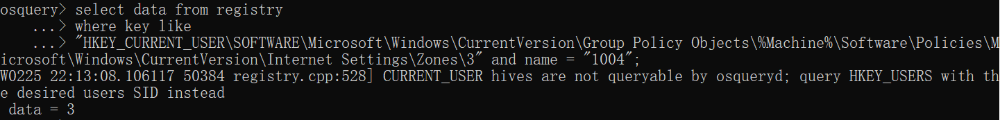 osquery> select data from registry
    ...> where key like
    ...> "HKEY_CURRENT_USER\SOFTWARE\Microsoft\Windows\CurrentVersion\Group Policy Objects\%Machine%\Software\Policies\M
icrosoft\Windows\CurrentVersion\Internet Settings\Zones\3" and name = "1004";
W0225 22:13:08.106117 50384 registry.cpp:528] CURRENT_USER hives are not queryable by osqueryd; query HKEY_USERS with th
e desired users SID instead
 data = 3